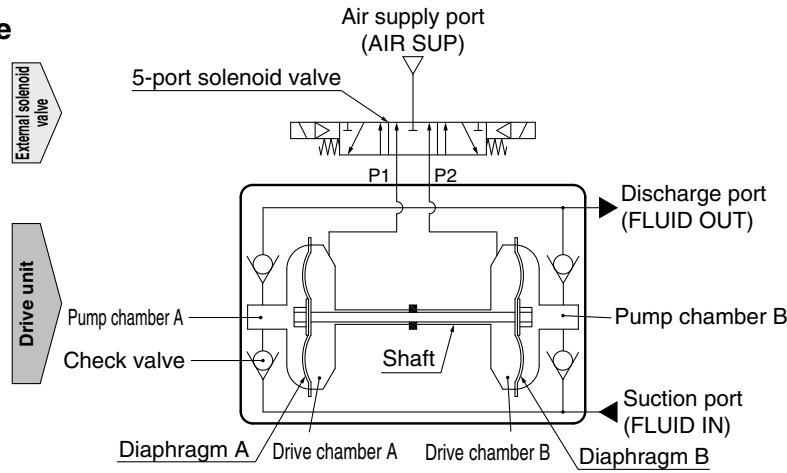 e
Air supply port
(AIR SUP)
5-port solenoid valve
External solenoid
valve
P1
P2
Discharge port
(FLUID OUT)
Drive unit
Pump chamber A
Pump chamber B
Check valve
Shaft
Suction port
(FLUID IN)
Diaphragm A
Drive chamber A
Drive chamber B
Diaphragm B